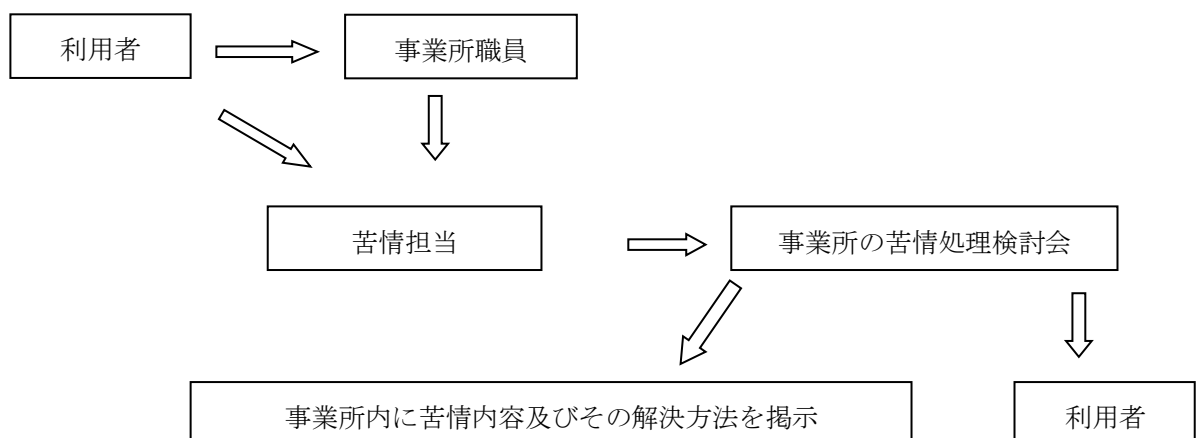 利用者
事業所職員
苦情担当
事業所の苦情処理検討会
事業所内に苦情内容及びその解決方法を掲示
利用者